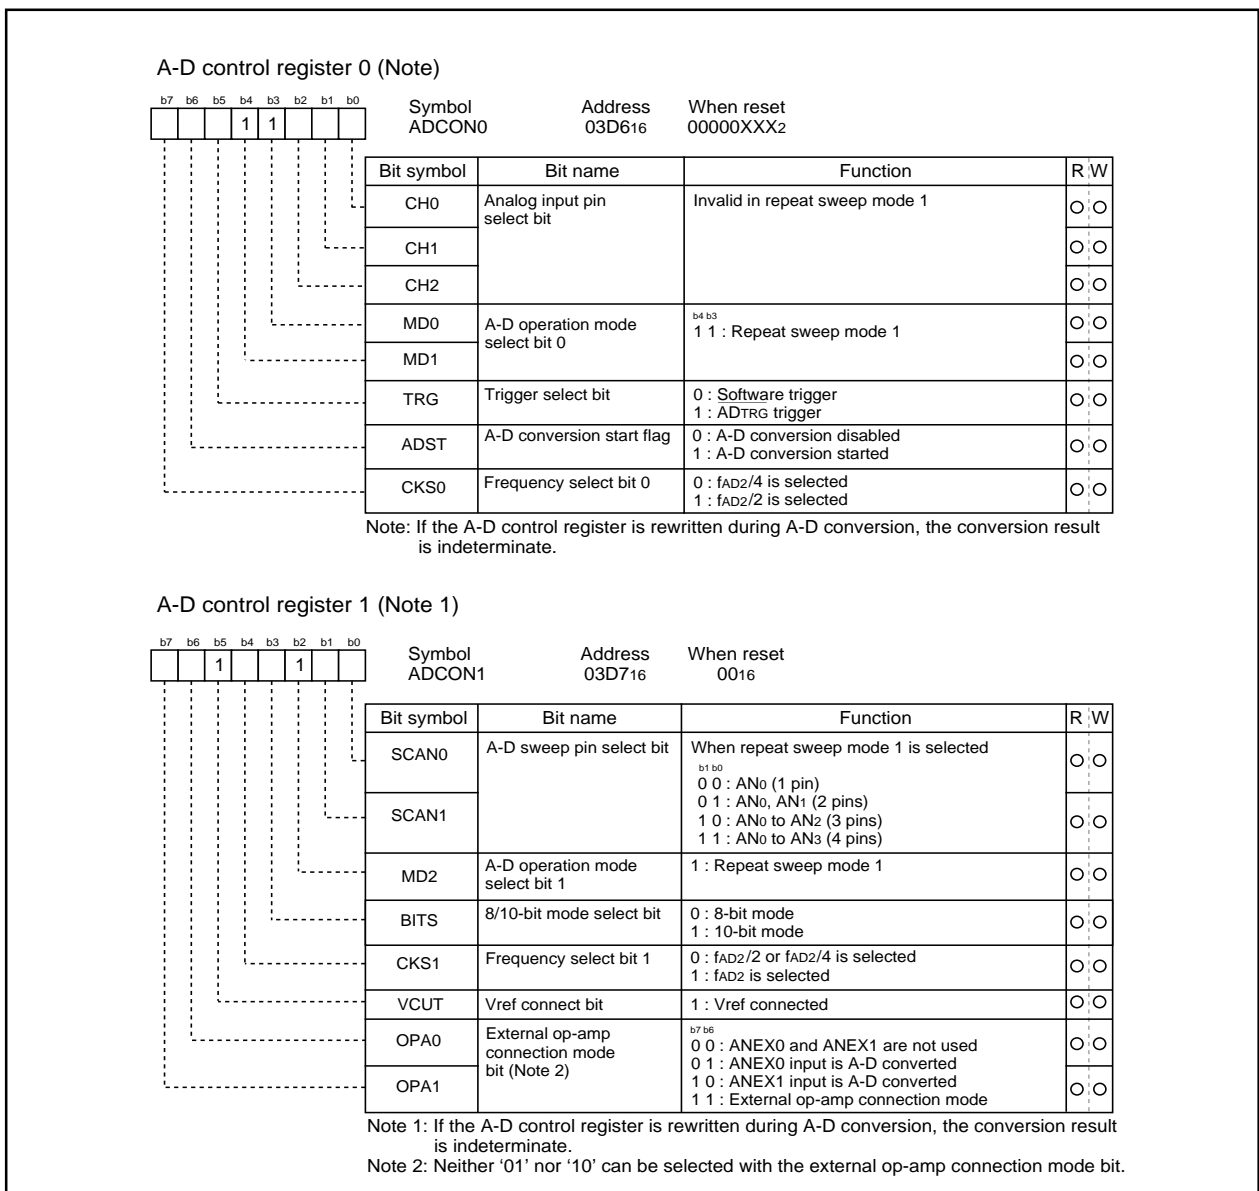 A-D control register 0 (Note)
b7 b6 b5 b4 b3 b2 b1 b0
1 1
Symbol Address When reset
ADCON0 03D616 00000XXX2
Bit symbol Bit name Function R W
CH0 Analog input pin select bit Invalid in repeat sweep mode 1
CH1
CH2
MD0 A-D operation mode select bit 0 b4 b3
1 1 : Repeat sweep mode 1
MD1
TRG Trigger select bit 0 : Software trigger
1 : ADTRG trigger
ADST A-D conversion start flag 0 : A-D conversion disabled
1 : A-D conversion started
CKS0 Frequency select bit 0 0 : fAD2/4 is selected
1 : fAD2/2 is selected
Note: If the A-D control register is rewritten during A-D conversion, the conversion result
is indeterminate.
A-D control register 1 (Note 1)
b7 b6 b5 b4 b3 b2 b1 b0
1 1
Symbol Address When reset
ADCON1 03D716 0016
Bit symbol Bit name Function R W
SCAN0 A-D sweep pin select bit When repeat sweep mode 1 is selected
b1 b0
0 0 : AN0 (1 pin)
0 1 : AN0, AN1 (2 pins)
SCAN1 1 0 : AN0 to AN2 (3 pins)
1 1 : AN0 to AN3 (4 pins)
MD2 A-D operation mode select bit 1 1 : Repeat sweep mode 1
BITS 8/10-bit mode select bit 0 : 8-bit mode
1 : 10-bit mode
CKS1 Frequency select bit 1 0 : fAD2/2 or fAD2/4 is selected
1 : fAD2 is selected
VCUT Vref connect bit 1 : Vref connected
OPA0 External op-amp connection mode bit (Note 2) b7 b6
0 0 : ANEX0 and ANEX1 are not used
0 1 : ANEX0 input is A-D converted
OPA1 1 0 : ANEX1 input is A-D converted
1 1 : External op-amp connection mode
Note 1: If the A-D control register is rewritten during A-D conversion, the conversion result
is indeterminate.
Note 2: Neither ‘01’ nor ‘10’ can be selected with the external op-amp connection mode bit.